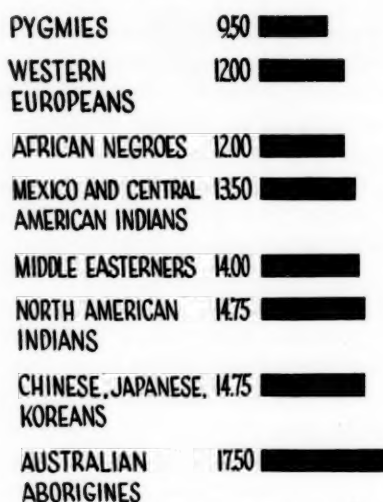 PYGMIES 9.50
WESTERN 12.00
EUROPEANS
AFRICAN NEGROES 12.00
MEXICO AND CENTRAL 13.50
AMERICAN INDIANS
MIDDLE EASTERNERS 14.00
NORTH AMERICAN 14.75
INDIANS
CHINESE, JAPANESE, 14.75
KOREANS
AUSTRALIAN 17.50
ABORIGINES